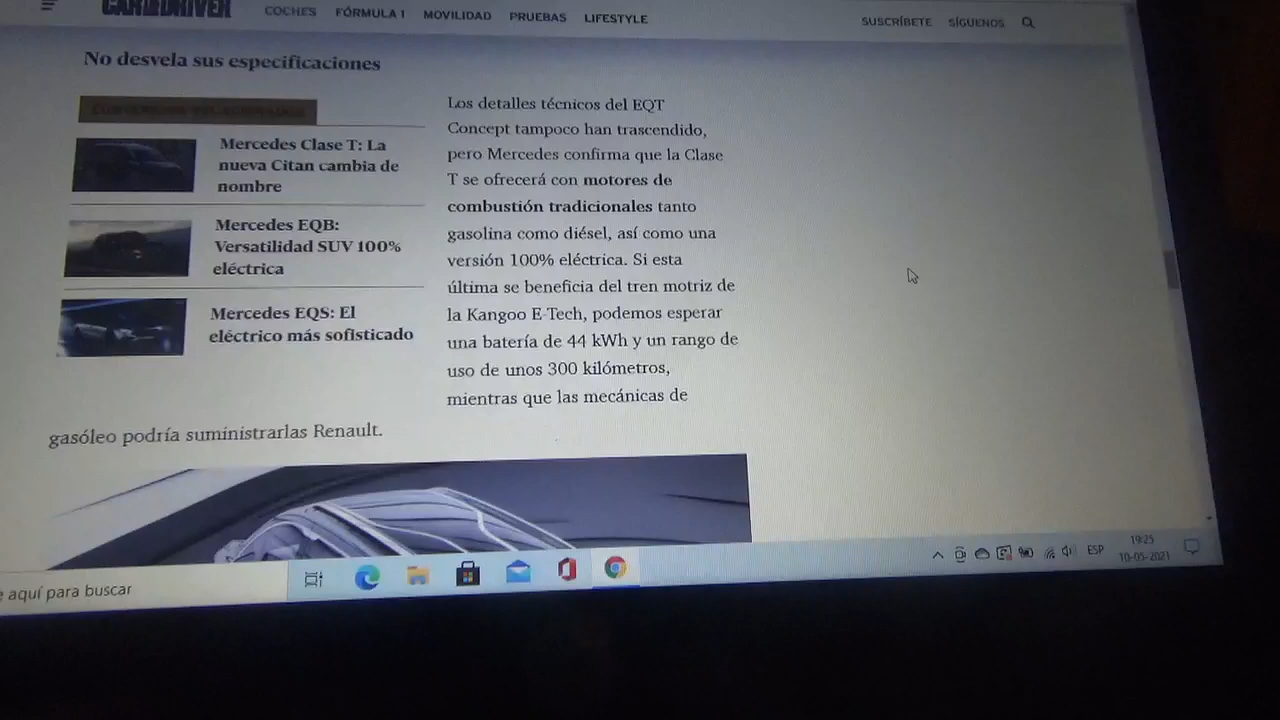 CAR AND DRIVER
COCHES FÓRMULA 1 MOVILIDAD PRUEBAS LIFESTYLE
SUSCRÍBETE SÍGUENOS
No desvela sus especificaciones
Mercedes Clase T: La
nueva Citan cambia de
nombre
Mercedes EQB:
Versatilidad SUV 100%
eléctrica
Mercedes EQS: El
eléctrico más sofisticado
Los detalles técnicos del EQT
Concept tampoco han trascendido,
pero Mercedes confirma que la Clase
T se ofrecerá con motores de
combustión tradicionales tanto
gasolina como diésel, así como una
versión 100% eléctrica. Si esta
última se beneficia del tren motriz de
la Kangoo E-Tech, podemos esperar
una batería de 44 kWh y un rango de
uso de unos 300 kilómetros,
mientras que las mecánicas de
gasóleo podría suministrarlas Renault.
aquí para buscar
ESP
19:25
10-05-2021